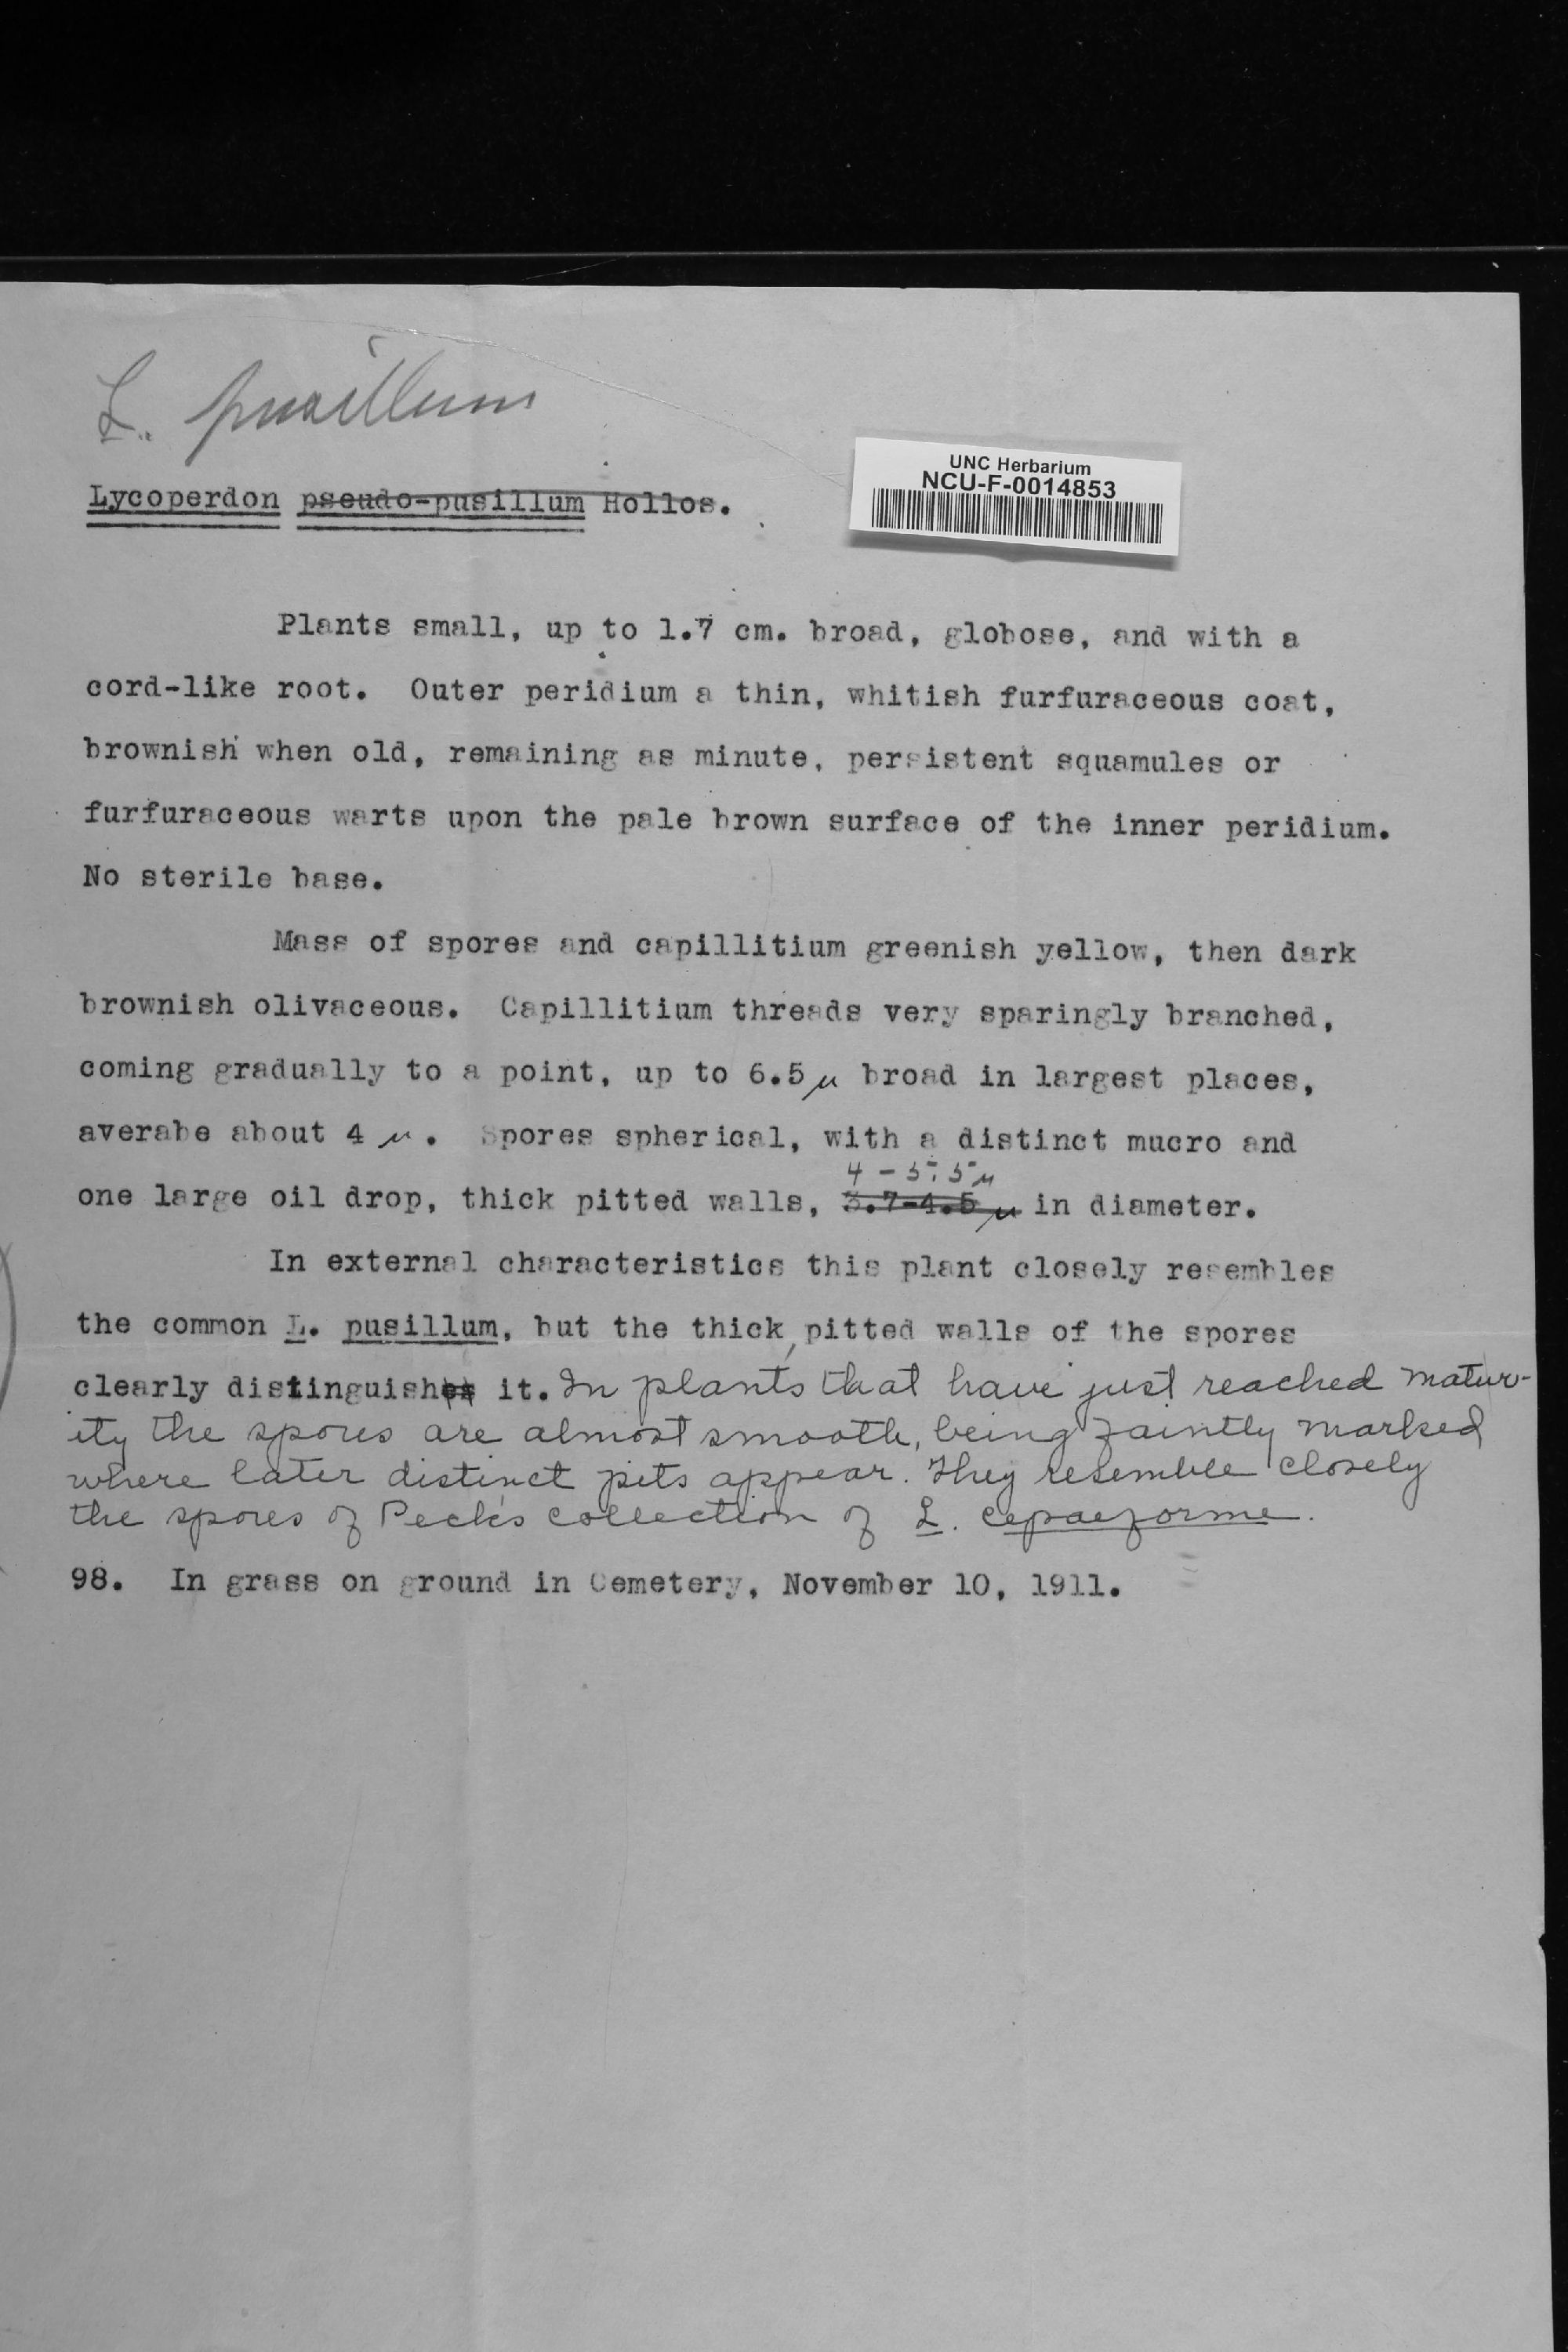 L. pusillum
UNC Herbarium
NCU-F-0014853
Lycoperdon pseudo-pusillum Hollos.
Plants small, up to 1.7 cm. broad, globose, and with a
cord-like root. Outer peridium a thin, whitish furfuraceous coat,
brownish when old, remaining as minute, persistent squamules or
furfuraceous warts upon the pale brown surface of the inner peridium.
No sterile base.
Mass of spores and capillitium greenish yellow, then dark
brownish olivaceous. Capillitium threads very sparingly branched,
coming gradually to a point, up to 6.5 µ broad in largest places,
averabe about 4 µ. Spores spherical, with a distinct mucro and
4 - 5.5 µ
one large oil drop, thick pitted walls, 3.7-4.5 µ in diameter.
In external characteristics this plant closely resembles
the common L. pusillum, but the thick, pitted walls of the spores
clearly distinguishes it. In plants that have just reached matur-
ity the spores are almost smooth, being faintly marked
where later distinct pits appear. They resemble closely
the spores of Peck's collection of L. cepaeforme.
98. In grass on ground in Cemetery, November 10, 1911.